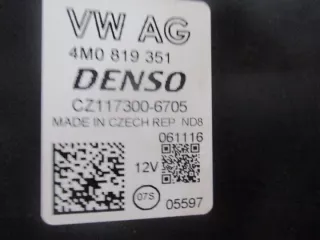 VW AG
4M0 819 351
DENSO
CZ117300-6705
MADE IN CZECH REP ND8
061116
12V
07S
05597